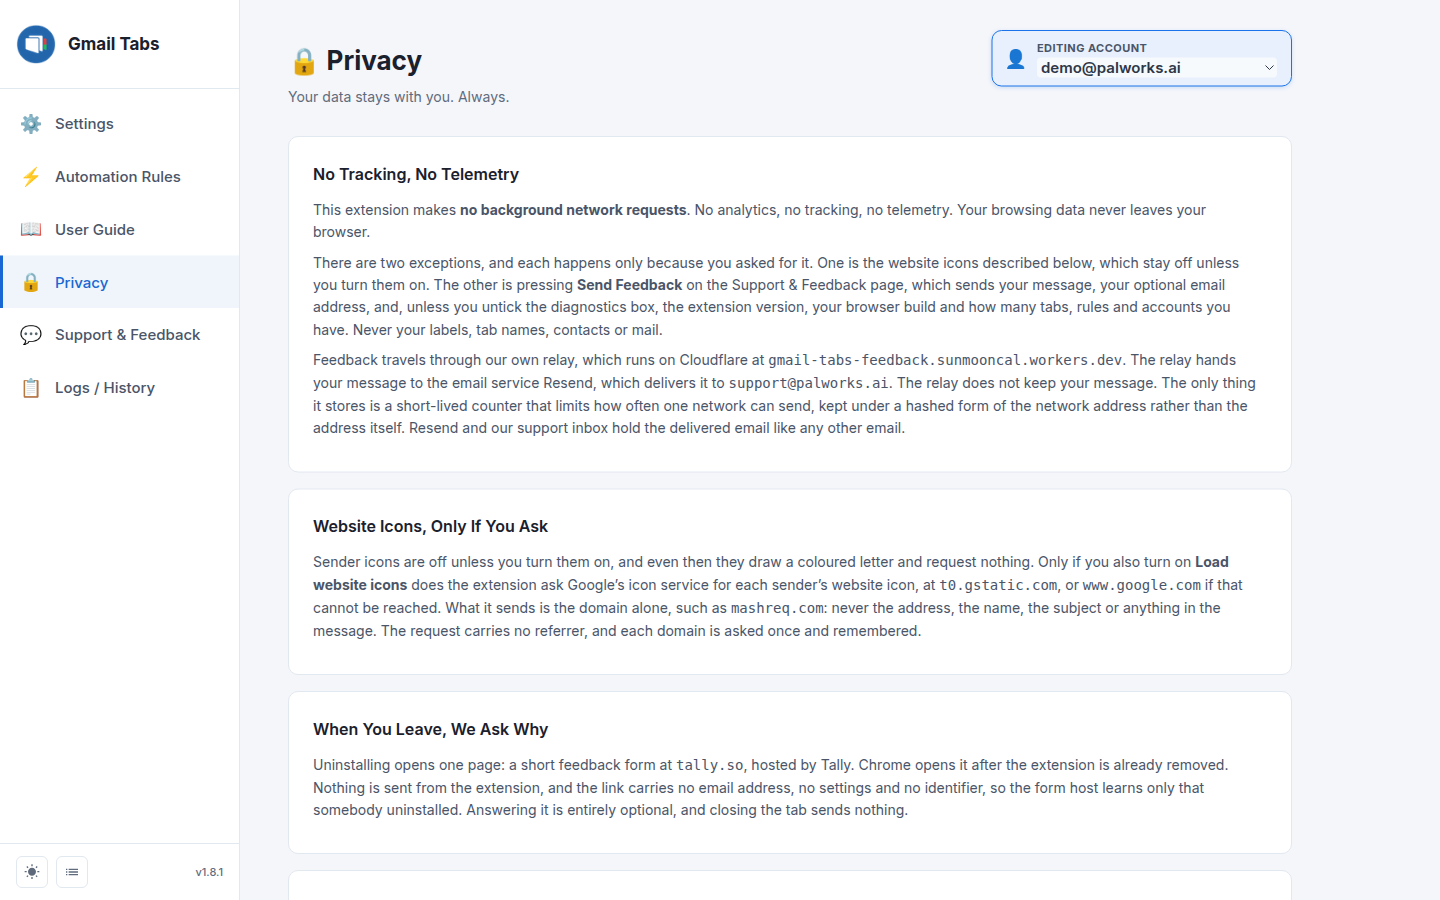 Gmail Tabs
Settings
Automation Rules
User Guide
Privacy
Support & Feedback
Logs / History
v1.8.1
Privacy
Your data stays with you. Always.
EDITING ACCOUNT
demo@palworks.ai
No Tracking, No Telemetry
This extension makes no background network requests. No analytics, no tracking, no telemetry. Your browsing data never leaves your
browser.
There are two exceptions, and each happens only because you asked for it. One is the website icons described below, which stay off unless
you turn them on. The other is pressing Send Feedback on the Support & Feedback page, which sends your message, your optional email
address, and, unless you untick the diagnostics box, the extension version, your browser build and how many tabs, rules and accounts you
have. Never your labels, tab names, contacts or mail.
Feedback travels through our own relay, which runs on Cloudflare at gmail-tabs-feedback.sunmooncal.workers.dev. The relay hands
your message to the email service Resend, which delivers it to support@palworks.ai. The relay does not keep your message. The only thing
it stores is a short-lived counter that limits how often one network can send, kept under a hashed form of the network address rather than the
address itself. Resend and our support inbox hold the delivered email like any other email.
Website Icons, Only If You Ask
Sender icons are off unless you turn them on, and even then they draw a coloured letter and request nothing. Only if you also turn on Load
website icons does the extension ask Google’s icon service for each sender’s website icon, at t0.gstatic.com, or www.google.com if that
cannot be reached. What it sends is the domain alone, such as mashreq.com: never the address, the name, the subject or anything in the
message. The request carries no referrer, and each domain is asked once and remembered.
When You Leave, We Ask Why
Uninstalling opens one page: a short feedback form at tally.so, hosted by Tally. Chrome opens it after the extension is already removed.
Nothing is sent from the extension, and the link carries no email address, no settings and no identifier, so the form host learns only that
somebody uninstalled. Answering it is entirely optional, and closing the tab sends nothing.